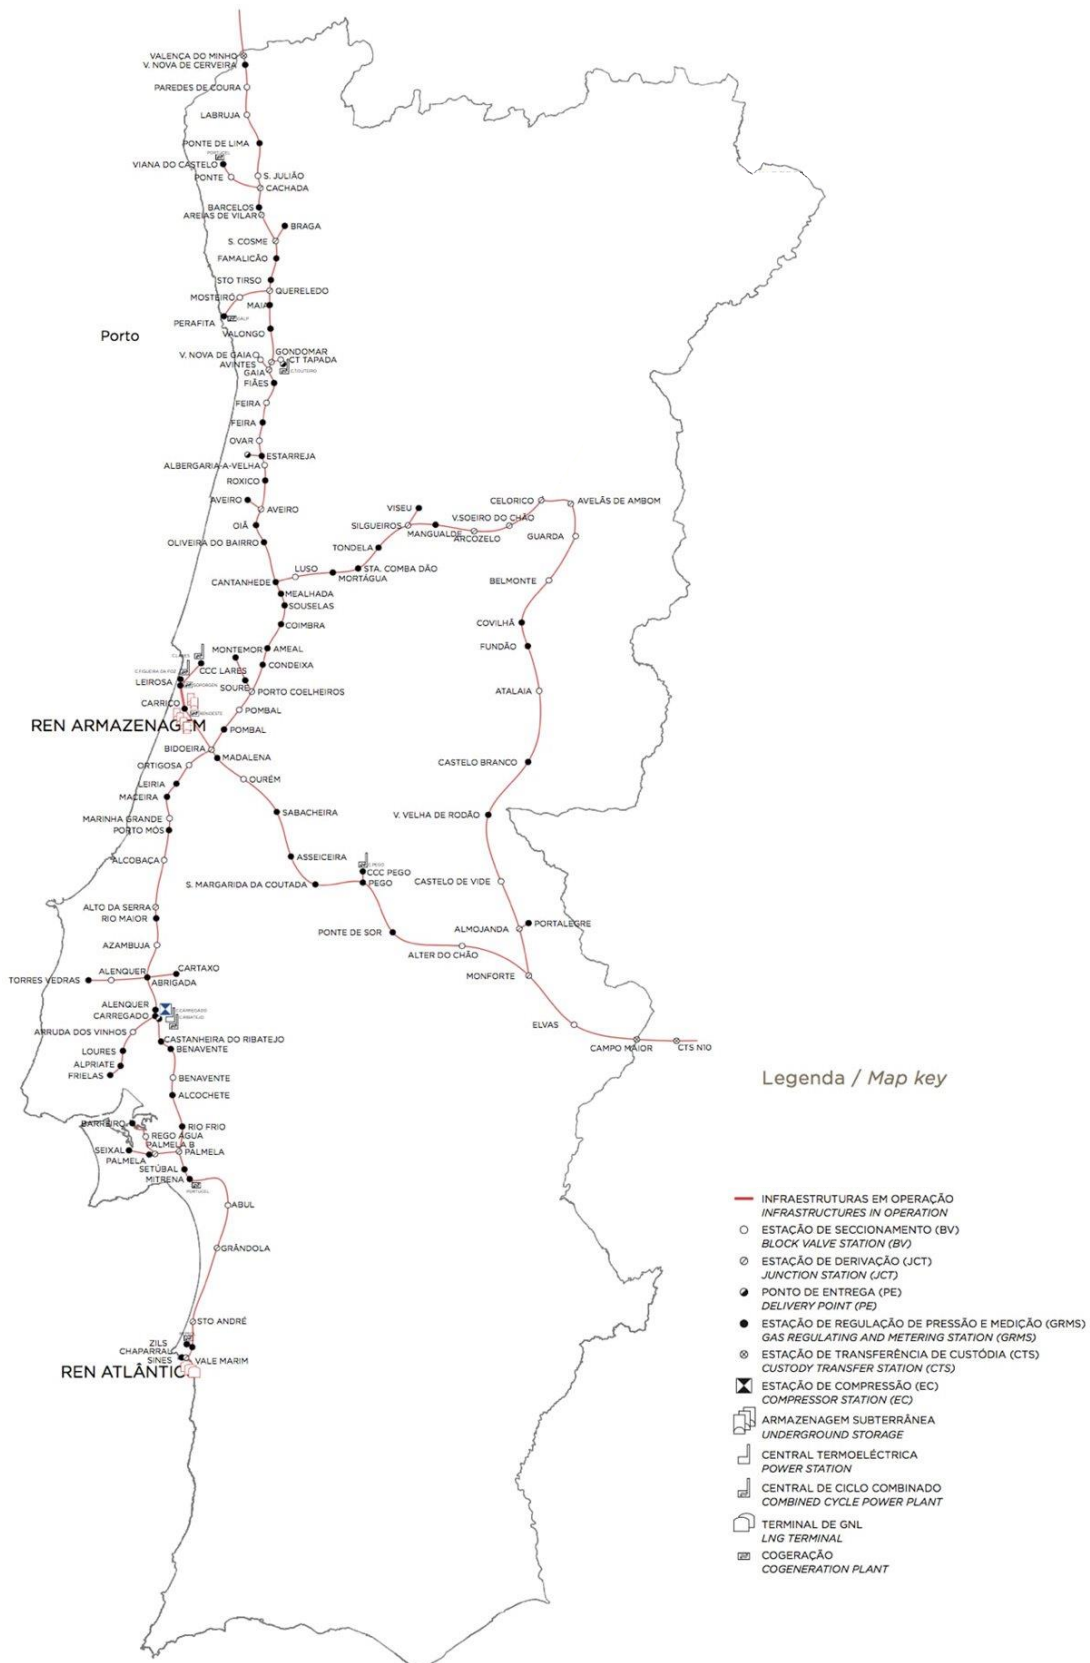 VALENÇA DO MINHO
V. NOVA DE CERVEIRA
PAREDES DE COURA
LABRUJA
PONTE DE LIMA
PORTUCEL
VIANA DO CASTELO
PONTE
S. JULIÃO
CACHADA
BARCELOS
AREIAS DE VILAR
BRAGA
S. COSME
FAMALICÃO
STO TIRSO
QUERELEDO
MOSTEIRÓ
MAIA
PERAFITA
GALP
VALONGO
Porto
GONDOMAR
V. NOVA DE GAIA
CT TAPADA
AVINTES
GAIA
FIÃES
FEIRA
FEIRA
OVAR
ESTARREJA
ALBERGARIA-A-VELHA
ROXICO
AVEIRO
AVEIRO
OIÃ
OLIVEIRA DO BAIRRO
VISEU
CELORICO
AVELÃS DE AMBOM
V.SOEIRO DO CHÃO
SILGUEIROS
MANGUALDE
ARCOZELO
GUARDA
TONDELA
LUSO
STA. COMBA DÃO
MORTÁGUA
CANTANHEDE
BELMONTE
MEALHADA
SOUSELAS
COIMBRA
COVILHÃ
FUNDÃO
MONTEMOR
AMEAL
C.LARES
CCC LARES
CONDEIXA
C.FIGUEIRA DA FOZ
LEIROSA
SOPORGEN
SOURE
PORTO COELHEIROS
ATALAIA
CARRIÇO
POMBAL
REN ARMAZENAGEM
POMBAL
BIDOEIRA
MADALENA
ORTIGOSA
CASTELO BRANCO
OURÉM
LEIRIA
MACEIRA
SABACHEIRA
V. VELHA DE RODÃO
MARINHA GRANDE
PORTO MÓS
ALCOBAÇA
ASSEICEIRA
C.PEGO
CCC PEGO
PEGO
S. MARGARIDA DA COUTADA
CASTELO DE VIDE
ALTO DA SERRA
RIO MAIOR
PORTALEGRE
ALMOJANDA
PONTE DE SOR
AZAMBUJA
ALTER DO CHÃO
CARTAXO
ALENQUER
TORRES VEDRAS
ABRIGADA
MONFORTE
ALENQUER
C.CARREGADO
CARREGADO
C.RIBATEJO
ARRUDA DOS VINHOS
ELVAS
CASTANHEIRA DO RIBATEJO
BENAVENTE
LOURES
CAMPO MAIOR
CTS N10
ALPRIATE
FRIELAS
BENAVENTE
ALCOCHETE
BARREIRO
RIO FRIO
REGO ÁGUA
PALMELA B
SEIXAL
PALMELA
PALMELA
SETÚBAL
MITRENA
PORTUCEL
ABUL
GRÂNDOLA
STO ANDRÉ
ZILS
CHAPARRAL
SINES
VALE MARIM
REN ATLÂNTICO
Legenda / Map key
INFRAESTRUTURAS EM OPERAÇÃO
INFRASTRUCTURES IN OPERATION
ESTAÇÃO DE SECCIONAMENTO (BV)
BLOCK VALVE STATION (BV)
ESTAÇÃO DE DERIVAÇÃO (JCT)
JUNCTION STATION (JCT)
PONTO DE ENTREGA (PE)
DELIVERY POINT (PE)
ESTAÇÃO DE REGULAÇÃO DE PRESSÃO E MEDIÇÃO (GRMS)
GAS REGULATING AND METERING STATION (GRMS)
ESTAÇÃO DE TRANSFERÊNCIA DE CUSTÓDIA (CTS)
CUSTODY TRANSFER STATION (CTS)
ESTAÇÃO DE COMPRESSÃO (EC)
COMPRESSOR STATION (EC)
ARMAZENAGEM SUBTERRÂNEA
UNDERGROUND STORAGE
CENTRAL TERMOELÉCTRICA
POWER STATION
CENTRAL DE CICLO COMBINADO
COMBINED CYCLE POWER PLANT
TERMINAL DE GNL
LNG TERMINAL
COGERAÇÃO
COGENERATION PLANT